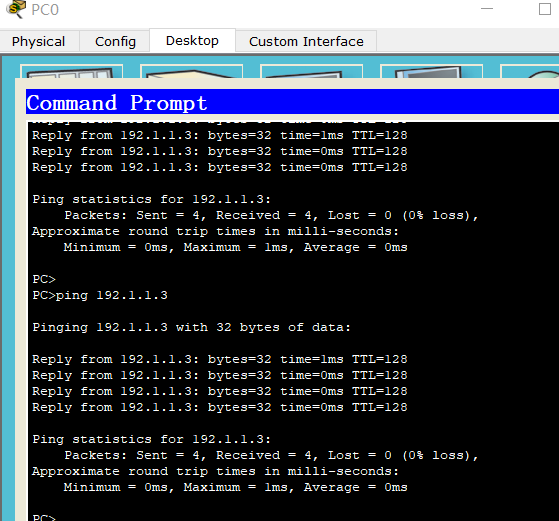 PC0
Physical Config Desktop Custom Interface
Command Prompt
Reply from 192.1.1.3: bytes=32 time=1ms TTL=128
Reply from 192.1.1.3: bytes=32 time=0ms TTL=128
Reply from 192.1.1.3: bytes=32 time=0ms TTL=128
Ping statistics for 192.1.1.3:
Packets: Sent = 4, Received = 4, Lost = 0 (0% loss),
Approximate round trip times in milli-seconds:
Minimum = 0ms, Maximum = 1ms, Average = 0ms
PC>
PC>ping 192.1.1.3
Pinging 192.1.1.3 with 32 bytes of data:
Reply from 192.1.1.3: bytes=32 time=1ms TTL=128
Reply from 192.1.1.3: bytes=32 time=0ms TTL=128
Reply from 192.1.1.3: bytes=32 time=0ms TTL=128
Reply from 192.1.1.3: bytes=32 time=0ms TTL=128
Ping statistics for 192.1.1.3:
Packets: Sent = 4, Received = 4, Lost = 0 (0% loss),
Approximate round trip times in milli-seconds:
Minimum = 0ms, Maximum = 1ms, Average = 0ms
PC>